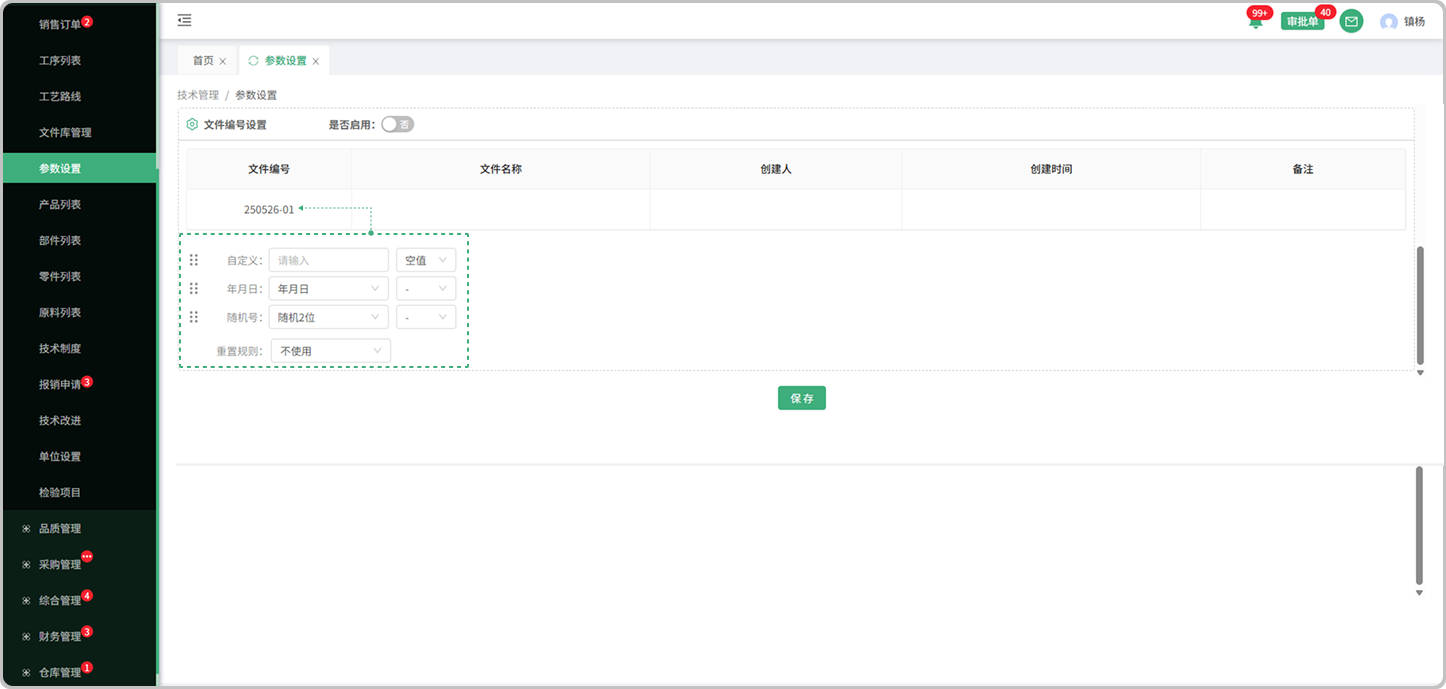 99+
审批单
40
镇杨
销售订单 2
工序列表
工艺路线
文件库管理
参数设置
产品列表
部件列表
零件列表
原料列表
技术制度
报销申请 3
技术改进
单位设置
检验项目
品质管理
采购管理 •••
综合管理 4
财务管理 3
仓库管理 1
首页 ×
参数设置 ×
技术管理 / 参数设置
文件编号设置 是否启用: 否
文件编号 文件名称 创建人 创建时间 备注
250526-01
自定义: 请输入 空值
年月日: 年月日 -
随机号: 随机2位 -
重置规则: 不使用
保存